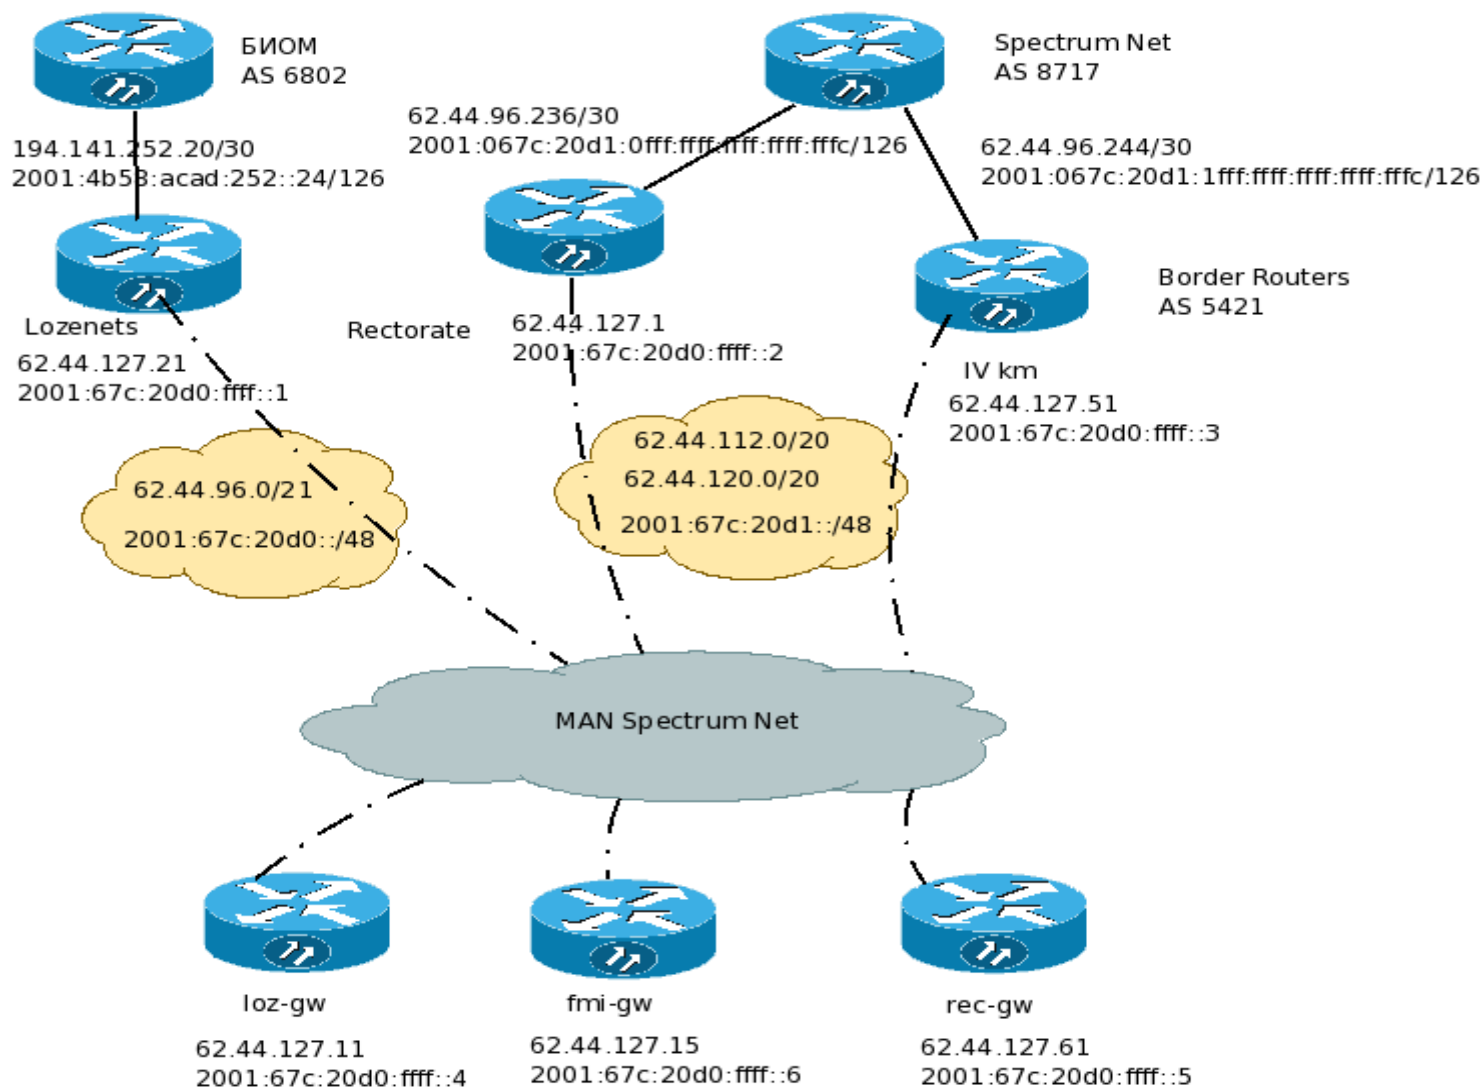 БИОМ
AS 6802
Spectrum Net
AS 8717
62.44.96.236/30
2001:067c:20d1:0fff:ffff:ffff:ffff:fffc/126
194.141.252.20/30
2001:4b58:acad:252::24/126
62.44.96.244/30
2001:067c:20d1:1fff:ffff:ffff:ffff:fffc/126
Border Routers
AS 5421
Lozenets
62.44.127.21
2001:67c:20d0:ffff::1
Rectorate
62.44.127.1
2001:67c:20d0:ffff::2
IV km
62.44.127.51
2001:67c:20d0:ffff::3
62.44.96.0/21
2001:67c:20d0::/48
62.44.112.0/20
62.44.120.0/20
2001:67c:20d1::/48
MAN Spectrum Net
loz-gw
62.44.127.11
2001:67c:20d0:ffff::4
fmi-gw
62.44.127.15
2001:67c:20d0:ffff::6
rec-gw
62.44.127.61
2001:67c:20d0:ffff::5